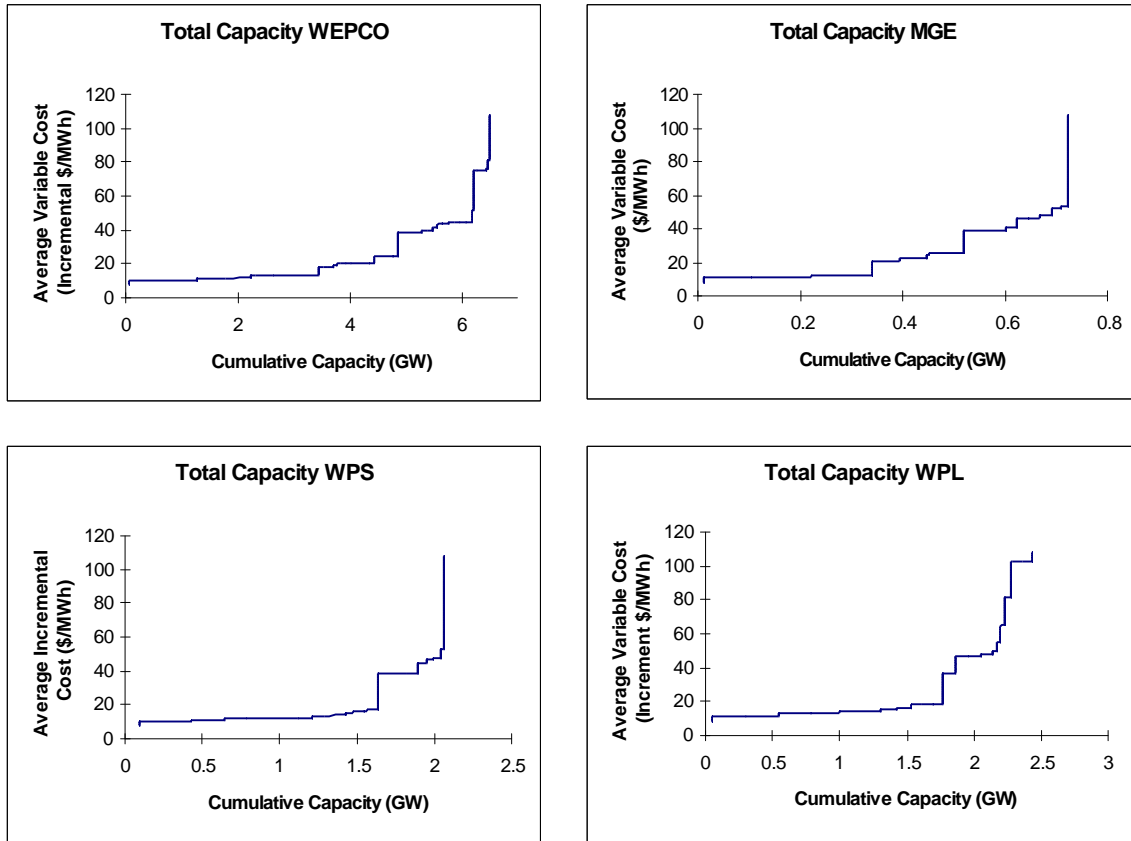 Total Capacity WEPCO
Average Variable Cost
(Incremental $/MWh)
120
100
80
60
40
20
0
0 2 4 6
Cumulative Capacity (GW)
Total Capacity MGE
Average Variable Cost
($/MWh)
120
100
80
60
40
20
0
0 0.2 0.4 0.6 0.8
Cumulative Capacity (GW)
Total Capacity WPS
Average Incremental
Cost ($/MWh)
120
100
80
60
40
20
0
0 0.5 1 1.5 2 2.5
Cumulative Capacity (GW)
Total Capacity WPL
Average Variable Cost
(Increment $/MWh)
120
100
80
60
40
20
0
0 0.5 1 1.5 2 2.5 3
Cumulative Capacity (GW)